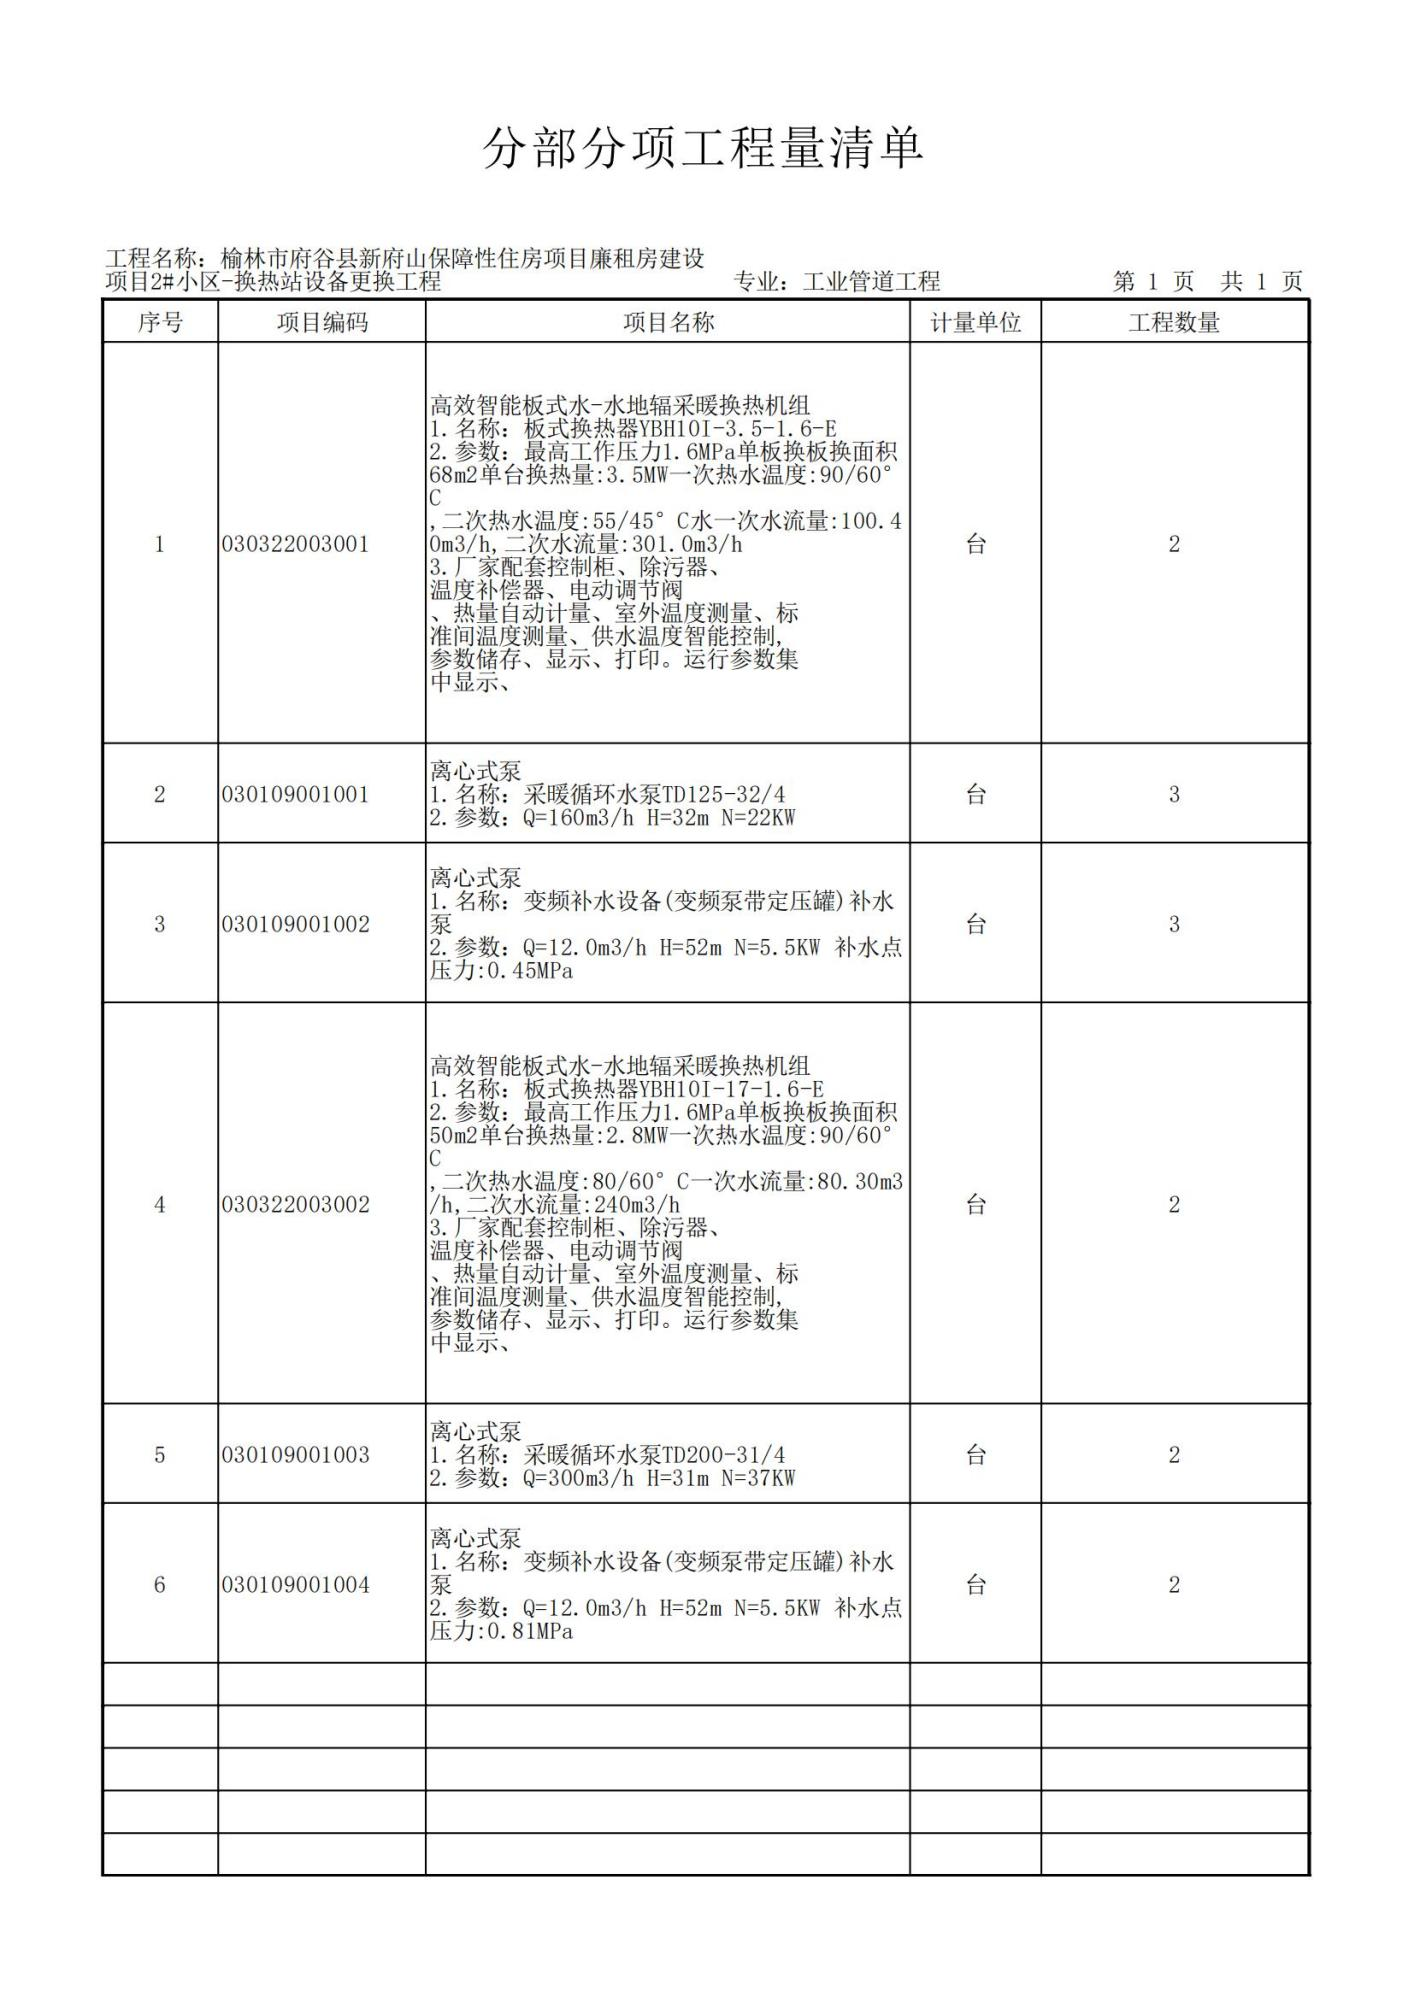 分部分项工程量清单
工程名称：榆林市府谷县新府山保障性住房项目廉租房建设
项目2#小区-换热站设备更换工程 专业：工业管道工程 第 1 页 共 1 页
序号 项目编码 项目名称 计量单位 工程数量
高效智能板式水-水地辐采暖换热机组
1.名称：板式换热器YBH10I-3.5-1.6-E
2.参数：最高工作压力1.6MPa单板换板换面积
68m2单台换热量:3.5MW一次热水温度:90/60°
C
,二次热水温度:55/45°C水一次水流量:100.4
1 030322003001 0m3/h,二次水流量:301.0m3/h 台 2
3.厂家配套控制柜、除污器、
温度补偿器、电动调节阀
、热量自动计量、室外温度测量、标
准间温度测量、供水温度智能控制,
参数储存、显示、打印。运行参数集
中显示、
离心式泵
2 030109001001 1.名称：采暖循环水泵TD125-32/4 台 3
2.参数：Q=160m3/h H=32m N=22KW
离心式泵
1.名称：变频补水设备(变频泵带定压罐)补水
3 030109001002 泵 台 3
2.参数：Q=12.0m3/h H=52m N=5.5KW 补水点
压力:0.45MPa
高效智能板式水-水地辐采暖换热机组
1.名称：板式换热器YBH10I-17-1.6-E
2.参数：最高工作压力1.6MPa单板换板换面积
50m2单台换热量:2.8MW一次热水温度:90/60°
C
,二次热水温度:80/60°C一次水流量:80.30m3
4 030322003002 /h,二次水流量:240m3/h 台 2
3.厂家配套控制柜、除污器、
温度补偿器、电动调节阀
、热量自动计量、室外温度测量、标
准间温度测量、供水温度智能控制,
参数储存、显示、打印。运行参数集
中显示、
离心式泵
5 030109001003 1.名称：采暖循环水泵TD200-31/4 台 2
2.参数：Q=300m3/h H=31m N=37KW
离心式泵
1.名称：变频补水设备(变频泵带定压罐)补水
6 030109001004 泵 台 2
2.参数：Q=12.0m3/h H=52m N=5.5KW 补水点
压力:0.81MPa